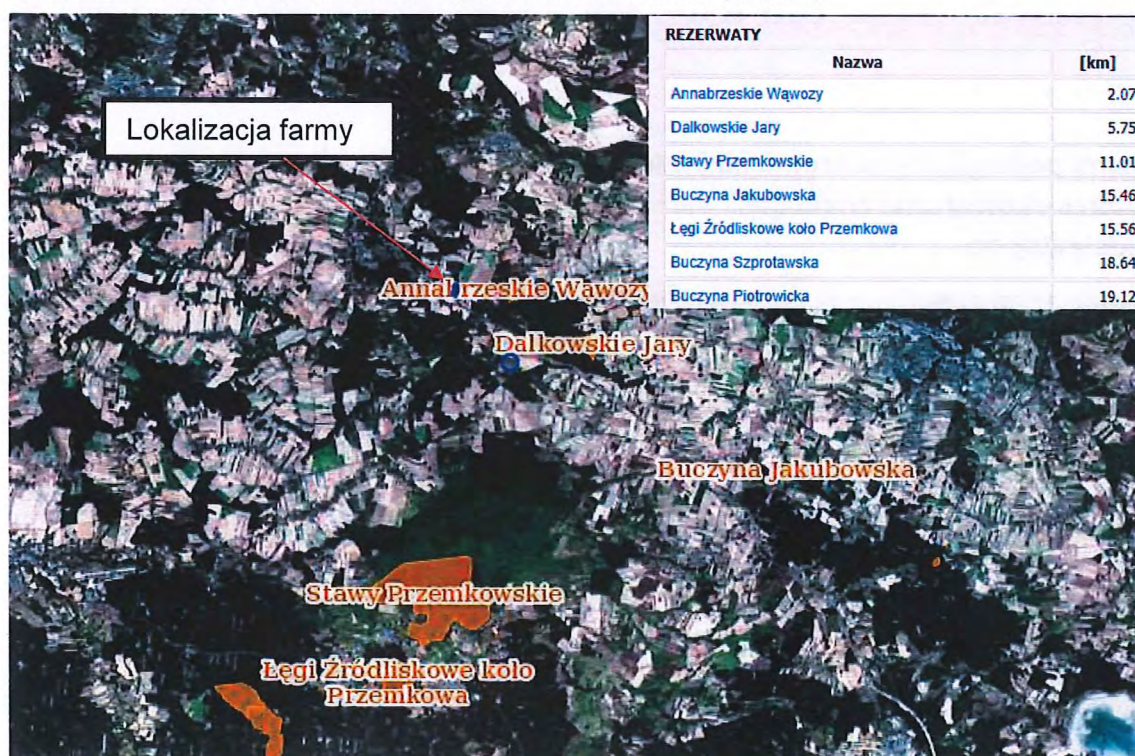 REZERWATY
Nazwa [km]
Annabrzeskie Wąwozy 2.07
Dalkowskie Jary 5.75
Stawy Przemkowskie 11.01
Buczyna Jakubowska 15.46
Łęgi Źródliskowe koło Przemkowa 15.56
Buczyna Szprotawska 18.64
Buczyna Piotrowicka 19.12
Lokalizacja farmy
Annabrzeskie Wąwozy
Dalkowskie Jary
Buczyna Jakubowska
Stawy Przemkowskie
Łęgi Źródliskowe koło
Przemkowa